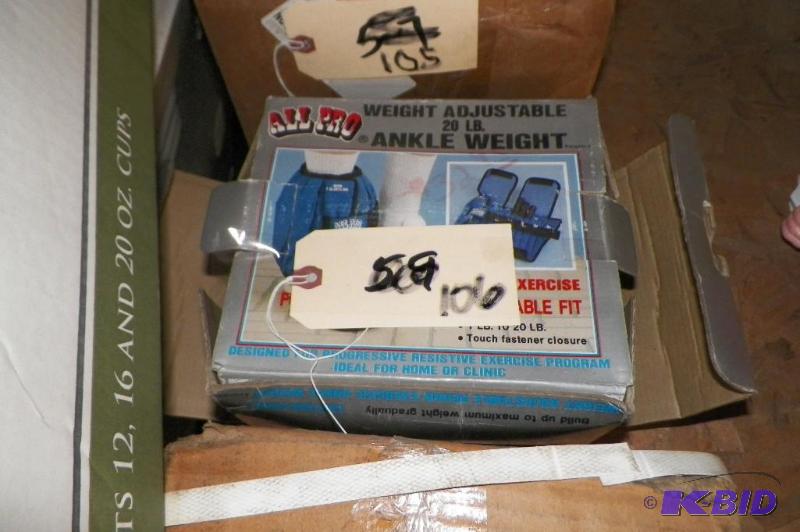 105
ALL PRO
WEIGHT ADJUSTABLE
20 LB.
® ANKLE WEIGHT
106
EXERCISE
ABLE FIT
• 1 LB. TO 20 LB.
• Touch fastener closure
DESIGNED FOR PROGRESSIVE RESISTIVE EXERCISE PROGRAM
IDEAL FOR HOME OR CLINIC
Build up to maximum weight gradually
TS 12, 16 AND 20 OZ. CUPS
© K-BID